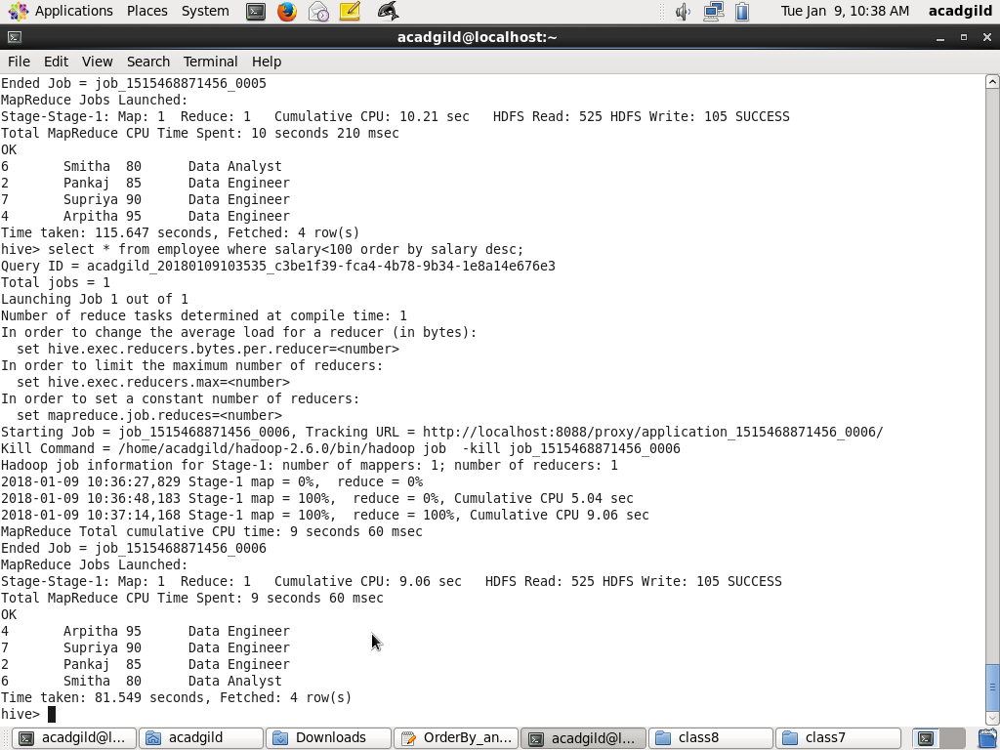 Applications Places System Tue Jan 9, 10:38 AM acadgild
acadgild@localhost:~
File Edit View Search Terminal Help
Ended Job = job_1515468871456_0005
MapReduce Jobs Launched:
Stage-Stage-1: Map: 1  Reduce: 1   Cumulative CPU: 10.21 sec   HDFS Read: 525 HDFS Write: 105 SUCCESS
Total MapReduce CPU Time Spent: 10 seconds 210 msec
OK
6       Smitha  80      Data Analyst
2       Pankaj  85      Data Engineer
7       Supriya 90      Data Engineer
4       Arpitha 95      Data Engineer
Time taken: 115.647 seconds, Fetched: 4 row(s)
hive> select * from employee where salary<100 order by salary desc;
Query ID = acadgild_20180109103535_c3be1f39-fca4-4b78-9b34-1e8a14e676e3
Total jobs = 1
Launching Job 1 out of 1
Number of reduce tasks determined at compile time: 1
In order to change the average load for a reducer (in bytes):
  set hive.exec.reducers.bytes.per.reducer=<number>
In order to limit the maximum number of reducers:
  set hive.exec.reducers.max=<number>
In order to set a constant number of reducers:
  set mapreduce.job.reduces=<number>
Starting Job = job_1515468871456_0006, Tracking URL = http://localhost:8088/proxy/application_1515468871456_0006/
Kill Command = /home/acadgild/hadoop-2.6.0/bin/hadoop job  -kill job_1515468871456_0006
Hadoop job information for Stage-1: number of mappers: 1; number of reducers: 1
2018-01-09 10:36:27,829 Stage-1 map = 0%,  reduce = 0%
2018-01-09 10:36:48,183 Stage-1 map = 100%,  reduce = 0%, Cumulative CPU 5.04 sec
2018-01-09 10:37:14,168 Stage-1 map = 100%,  reduce = 100%, Cumulative CPU 9.06 sec
MapReduce Total cumulative CPU time: 9 seconds 60 msec
Ended Job = job_1515468871456_0006
MapReduce Jobs Launched:
Stage-Stage-1: Map: 1  Reduce: 1   Cumulative CPU: 9.06 sec   HDFS Read: 525 HDFS Write: 105 SUCCESS
Total MapReduce CPU Time Spent: 9 seconds 60 msec
OK
4       Arpitha 95      Data Engineer
7       Supriya 90      Data Engineer
2       Pankaj  85      Data Engineer
6       Smitha  80      Data Analyst
Time taken: 81.549 seconds, Fetched: 4 row(s)
hive>
acadgild@l... acadgild Downloads OrderBy_an... acadgild@l... class8 class7